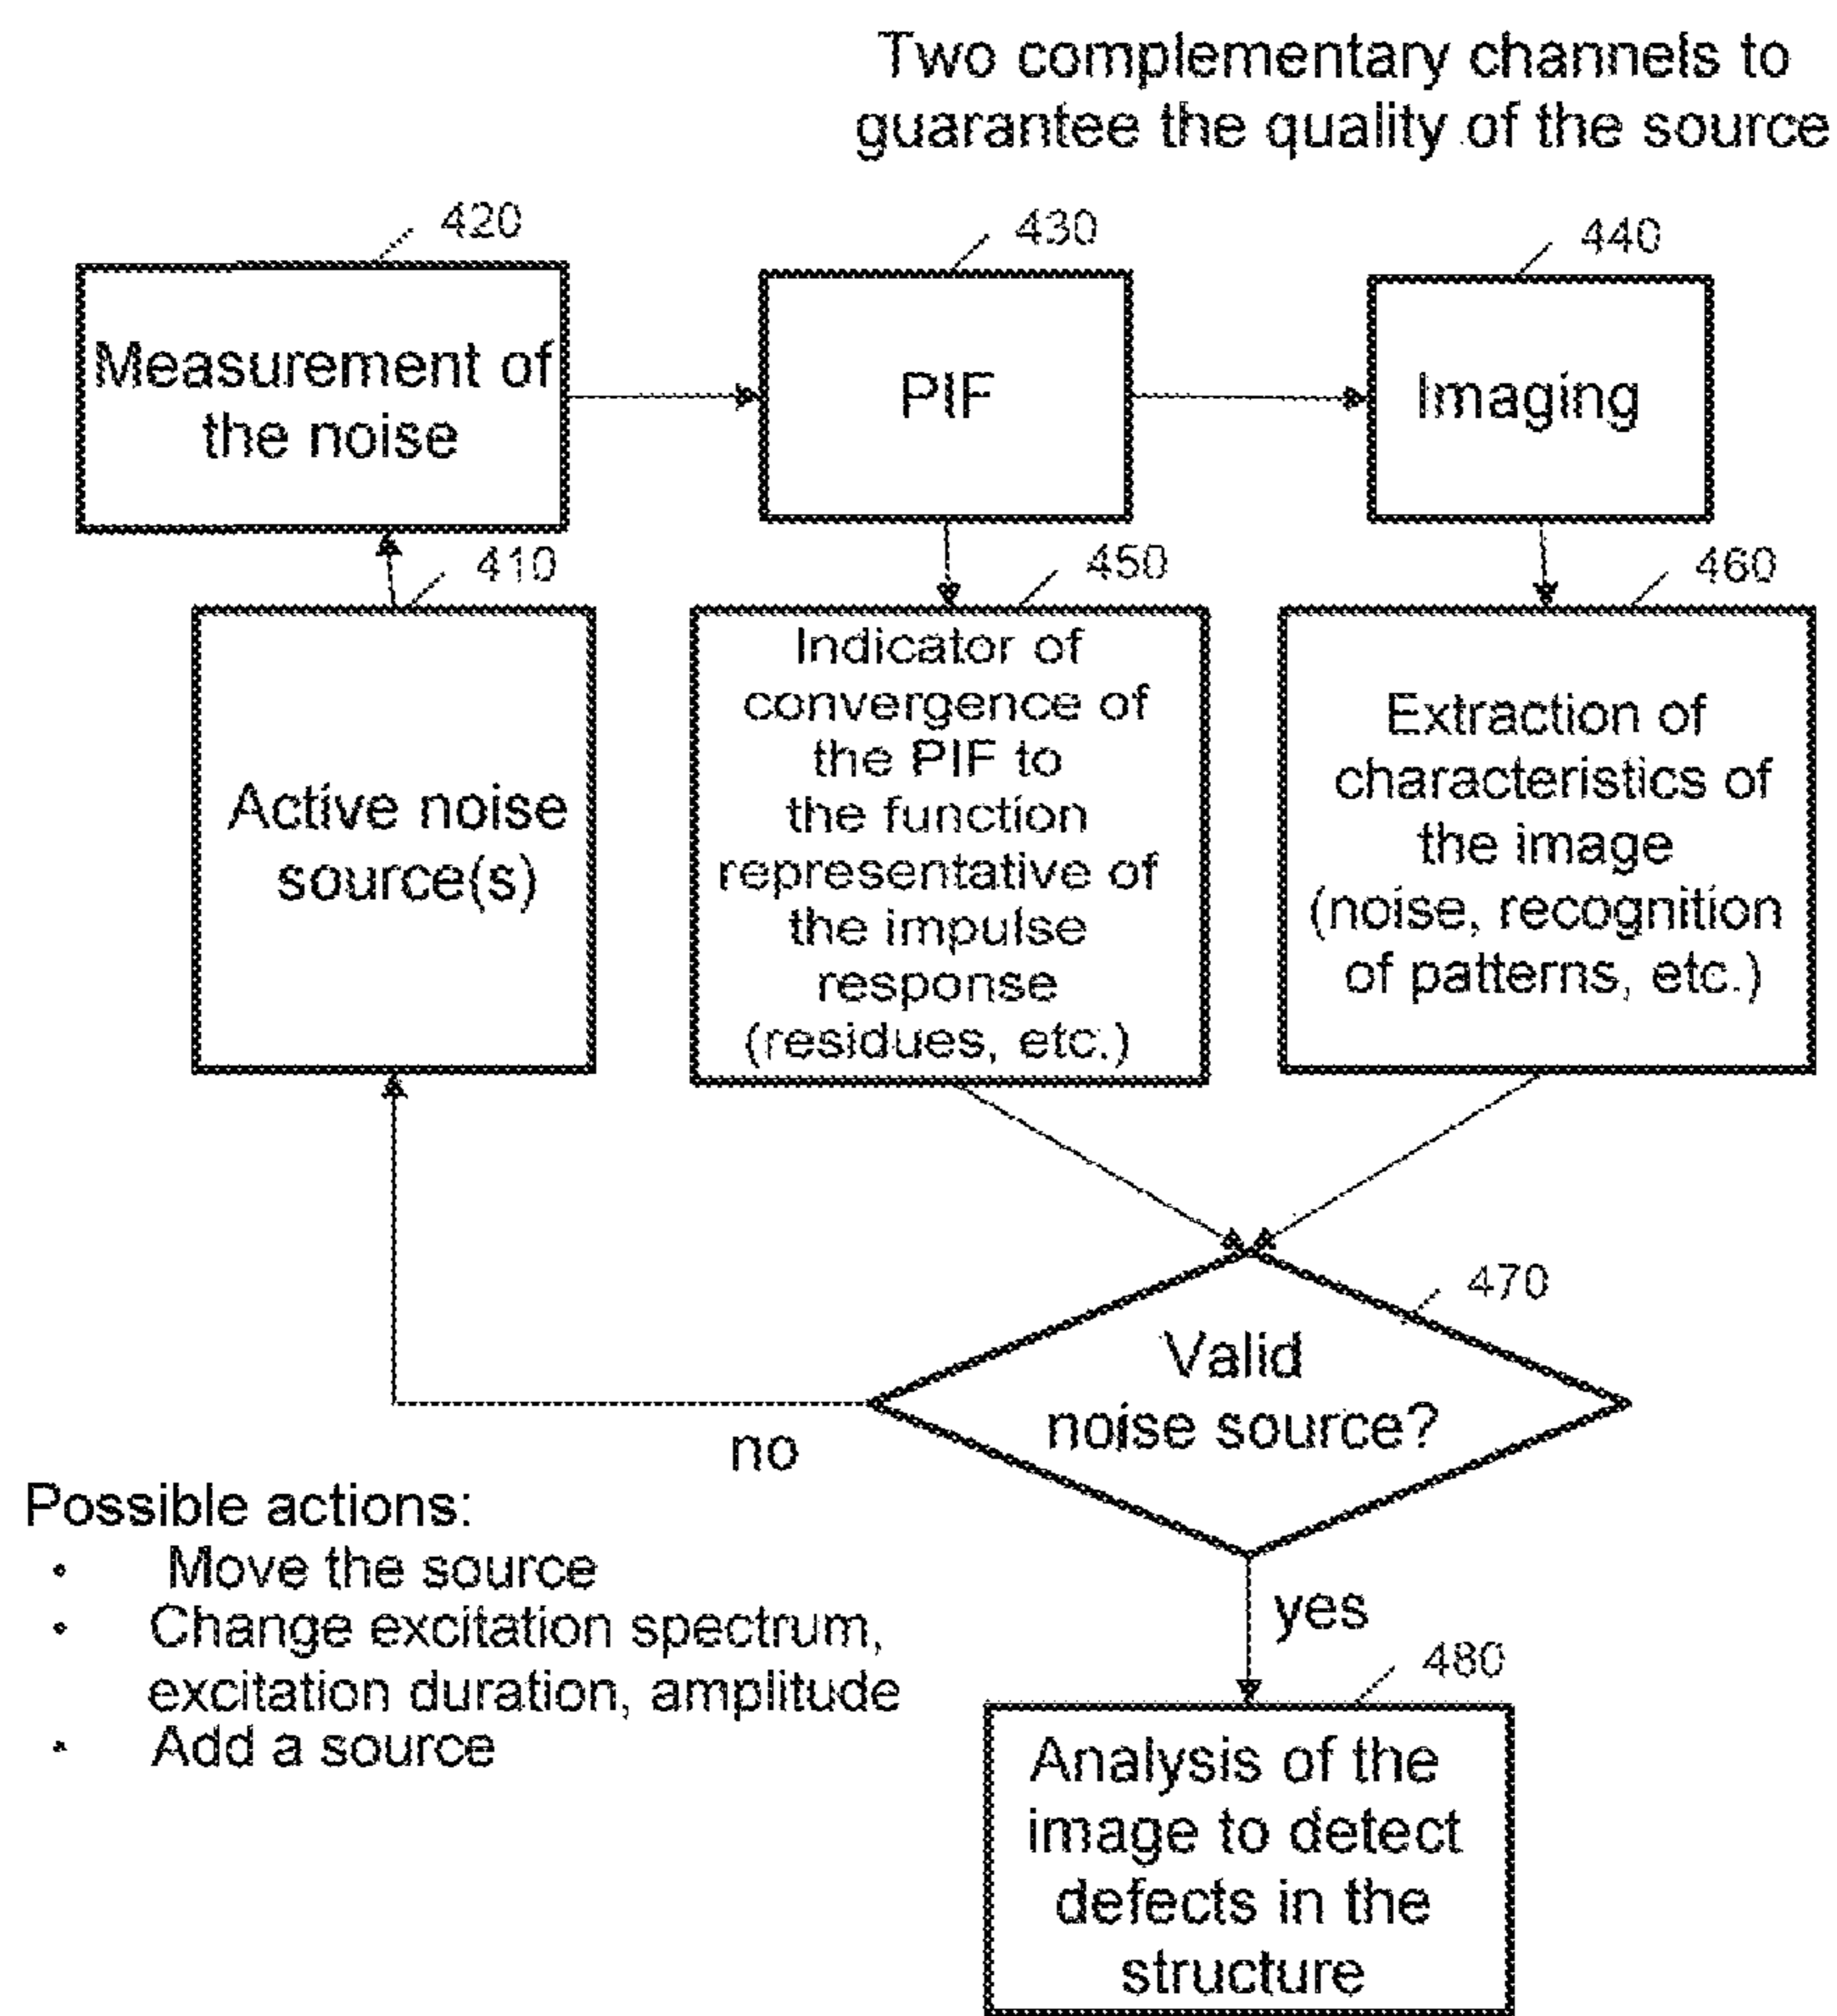 Two complementary channels to
guarantee the quality of the source
420
430
440
Measurement of
the noise
PIF
Imaging
410
450
460
Active noise
source(s)
Indicator of
convergence of
the PIF to
the function
representative of
the impulse
response
(residues, etc.)
Extraction of
characteristics of
the image
(noise, recognition
of patterns, etc.)
470
Valid
noise source?
no
Possible actions:
• Move the source
• Change excitation spectrum,
excitation duration, amplitude
• Add a source
yes
480
Analysis of the
image to detect
defects in the
structure